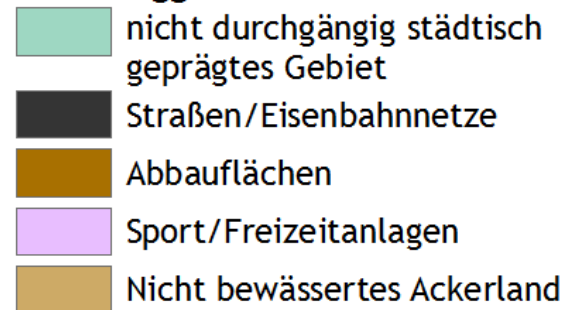 nicht durchgängig städtisch
geprägtes Gebiet
Straßen/Eisenbahnnetze
Abbauflächen
Sport/Freizeitanlagen
Nicht bewässertes Ackerland